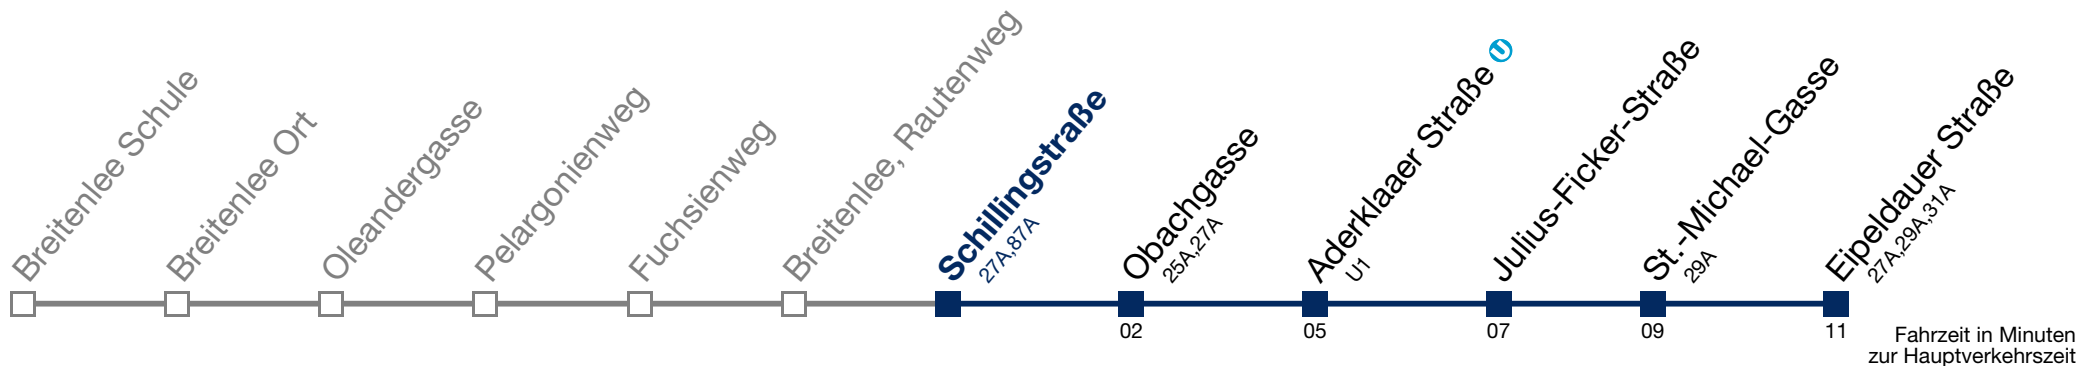 Breitenlee Schule
Breitenlee Ort
Oleandergasse
Pelargonienweg
Fuchsienweg
Breitenlee, Rautenweg
Schillingstraße
27A,87A
Obachgasse
25A,27A
Aderklaaer Straße U
U1
Julius-Ficker-Straße
St.-Michael-Gasse
29A
Eipeldauer Straße
27A,29A,31A
02
05
07
09
11
Fahrzeit in Minuten
zur Hauptverkehrszeit